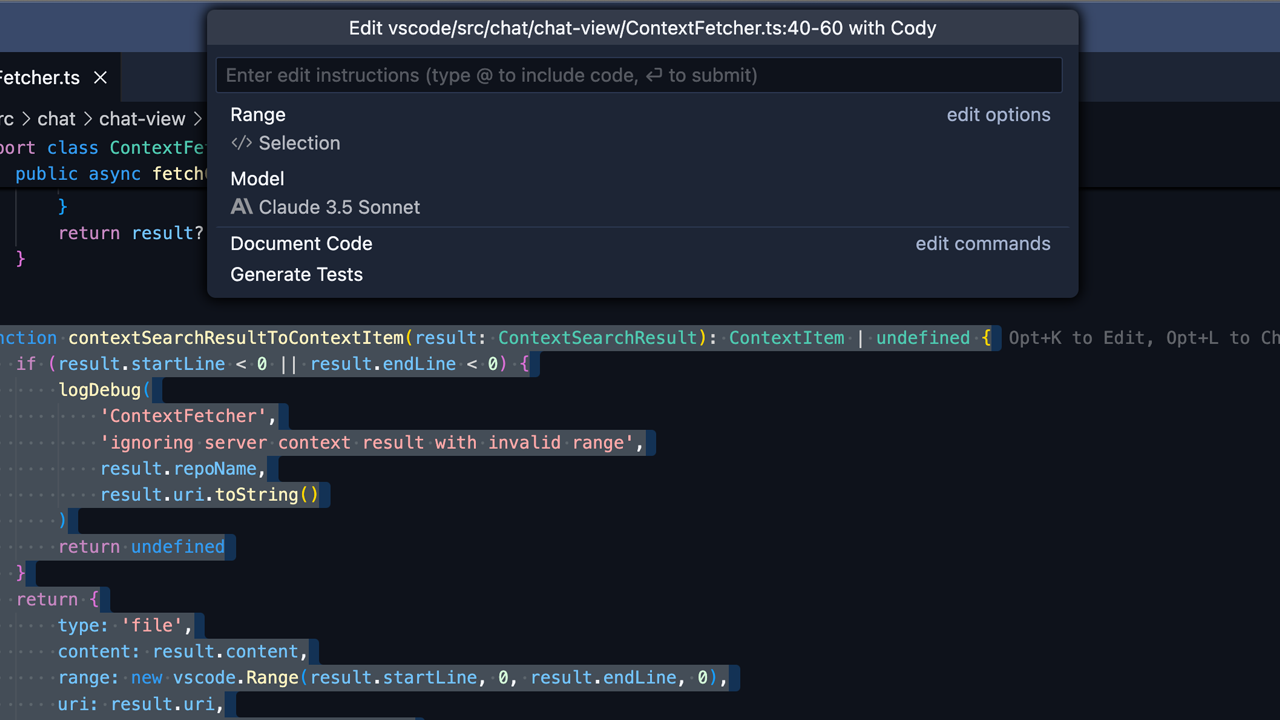 Edit vscode/src/chat/chat-view/ContextFetcher.ts:40-60 with Cody
Enter edit instructions (type @ to include code, ⏎ to submit)
Range edit options
</> Selection
Model
Claude 3.5 Sonnet
Document Code edit commands
Generate Tests
Fetcher.ts ×
rc > chat > chat-view >
port class ContextFet
public async fetch
}
return result?
}
nction contextSearchResultToContextItem(result: ContextSearchResult): ContextItem | undefined { Opt+K to Edit, Opt+L to Ch
if (result.startLine < 0 || result.endLine < 0) {
logDebug(
'ContextFetcher',
'ignoring server context result with invalid range',
result.repoName,
result.uri.toString()
)
return undefined
}
return {
type: 'file',
content: result.content,
range: new vscode.Range(result.startLine, 0, result.endLine, 0),
uri: result.uri,